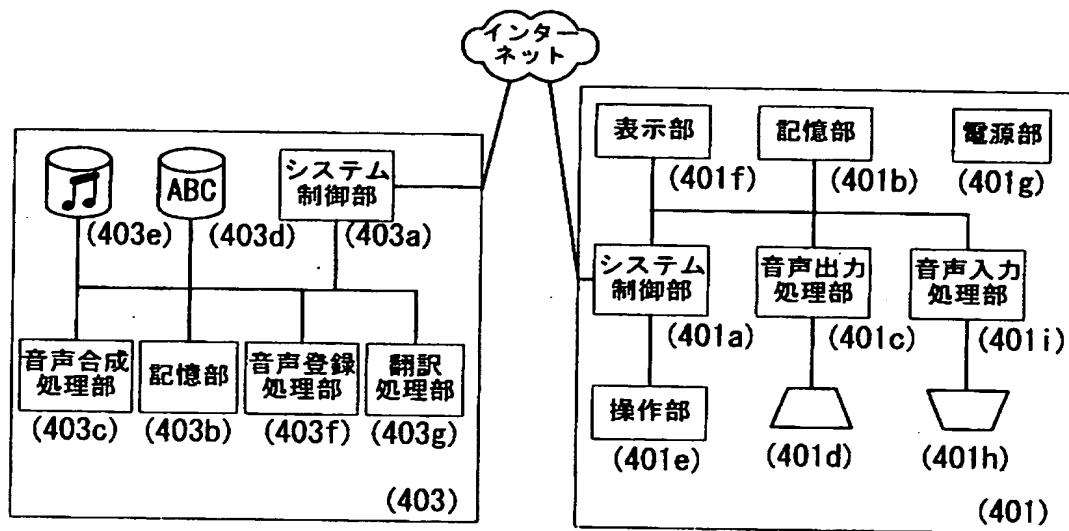 インター
ネット
表示部
(401f)
記憶部
(401b)
電源部
(401g)
システム
制御部
(401a)
音声出力
処理部
(401c)
音声入力
処理部
(401i)
操作部
(401e)
(401d)
(401h)
(401)
(403e)
ABC
(403d)
システム
制御部
(403a)
音声合成
処理部
(403c)
記憶部
(403b)
音声登録
処理部
(403f)
翻訳
処理部
(403g)
(403)